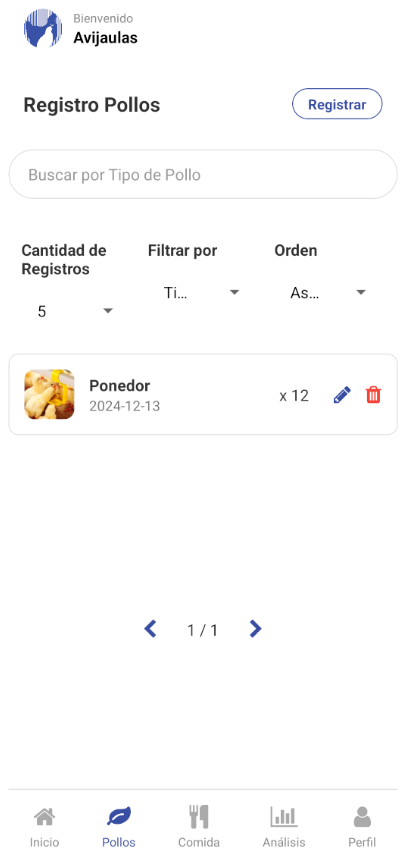 Bienvenido
Avijaulas
Registro Pollos
Registrar
Buscar por Tipo de Pollo
Cantidad de
Registros
Filtrar por
Orden
5
Ti...
As...
Ponedor
2024-12-13
x 12
1 / 1
Inicio
Pollos
Comida
Análisis
Perfil